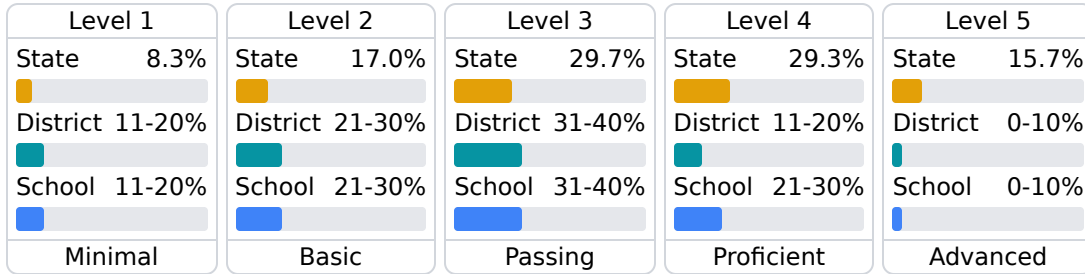 Level 1
State 8.3%
District 11-20%
School 11-20%
Minimal
Level 2
State 17.0%
District 21-30%
School 21-30%
Basic
Level 3
State 29.7%
District 31-40%
School 31-40%
Passing
Level 4
State 29.3%
District 11-20%
School 21-30%
Proficient
Level 5
State 15.7%
District 0-10%
School 0-10%
Advanced